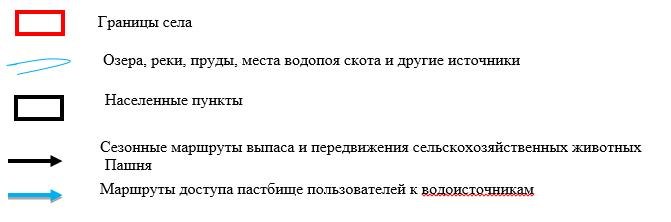 Границы села
Озера, реки, пруды, места водопоя скота и другие источники
Населенные пункты
Сезонные маршруты выпаса и передвижения сельскохозяйственных животных
Пашня
Маршруты доступа пастбище пользователей к водоисточникам